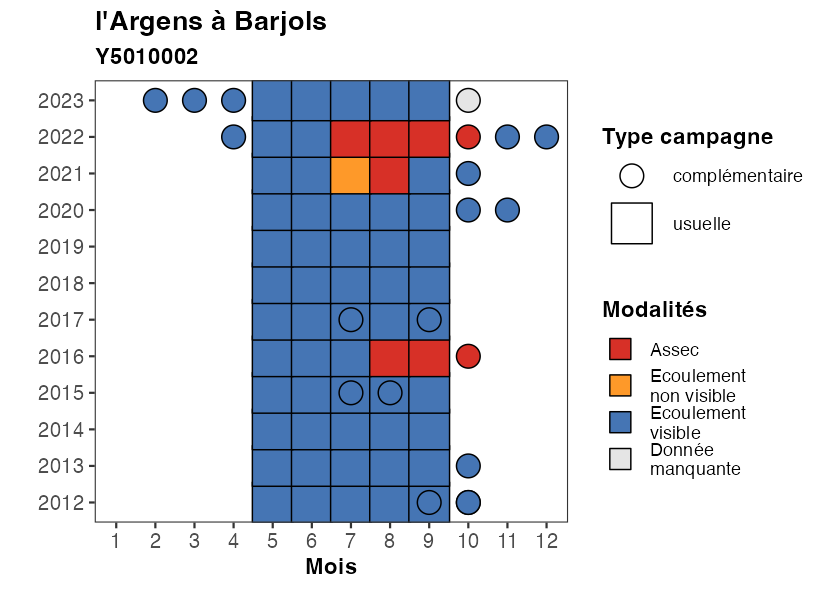 l'Argens à Barjols
Y5010002
2023
2022
2021
2020
2019
2018
2017
2016
2015
2014
2013
2012
1 2 3 4 5 6 7 8 9 10 11 12
Mois
Type campagne
complémentaire
usuelle
Modalités
Assec
Ecoulement
non visible
Ecoulement
visible
Donnée
manquante